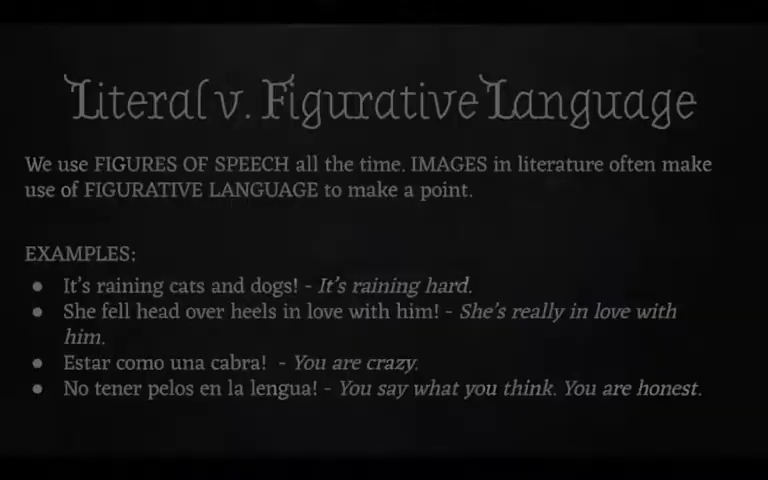 Literal v. Figurative Language
We use FIGURES OF SPEECH all the time. IMAGES in literature often make
use of FIGURATIVE LANGUAGE to make a point.
EXAMPLES:
● It's raining cats and dogs! - It's raining hard.
● She fell head over heels in love with him! - She's really in love with
him.
● Estar como una cabra!  - You are crazy.
● No tener pelos en la lengua! - You say what you think. You are honest.